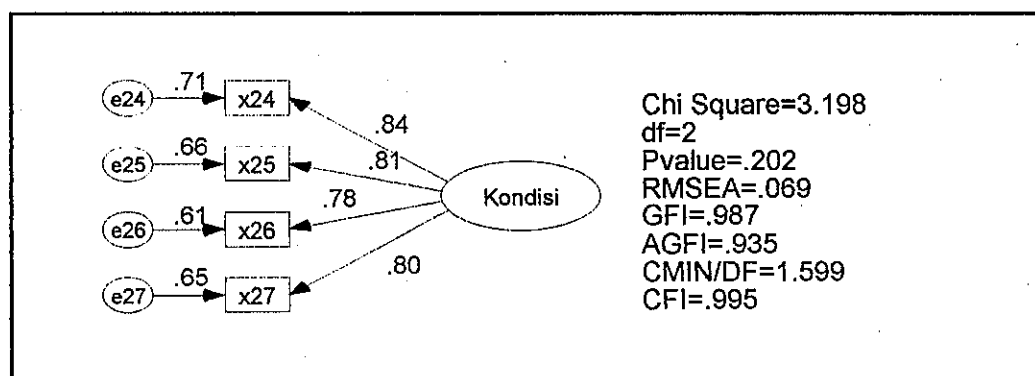 .71
e24 x24
.84
.66
e25 x25
.81
.61
e26 x26
.78
.65
e27 x27
.80
Kondisi
Chi Square=3.198
df=2
Pvalue=.202
RMSEA=.069
GFI=.987
AGFI=.935
CMIN/DF=1.599
CFI=.995